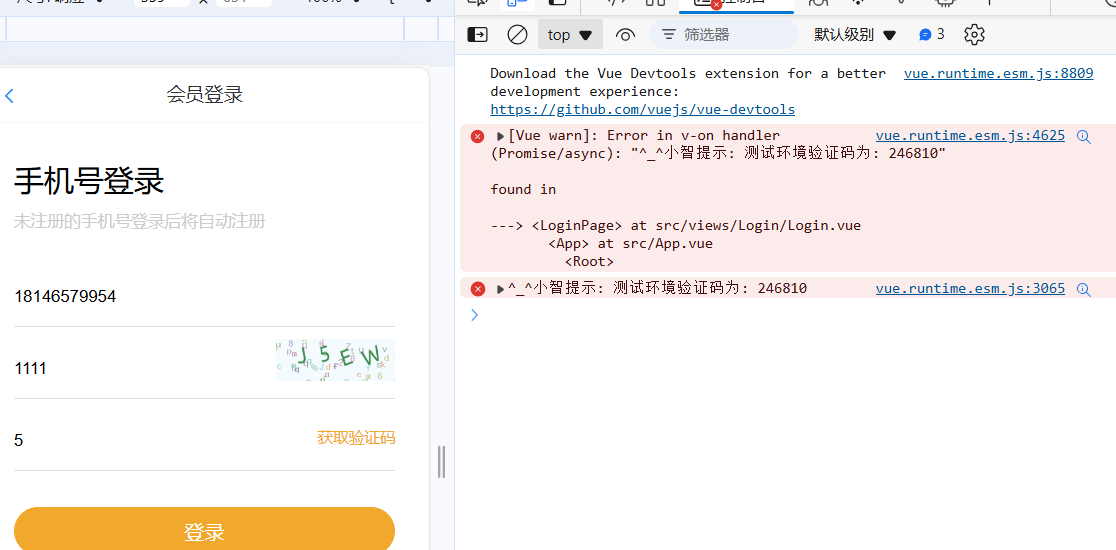 top
筛选器
默认级别
3
会员登录
手机号登录
未注册的手机号登录后将自动注册
18146579954
1111
J5EW
5
获取验证码
登录
Download the Vue Devtools extension for a better vue.runtime.esm.js:8809
development experience:
https://github.com/vuejs/vue-devtools
[Vue warn]: Error in v-on handler vue.runtime.esm.js:4625
(Promise/async): "^_^小智提示: 测试环境验证码为: 246810"
found in
---> <LoginPage> at src/views/Login/Login.vue
<App> at src/App.vue
<Root>
^_^小智提示: 测试环境验证码为: 246810 vue.runtime.esm.js:3065